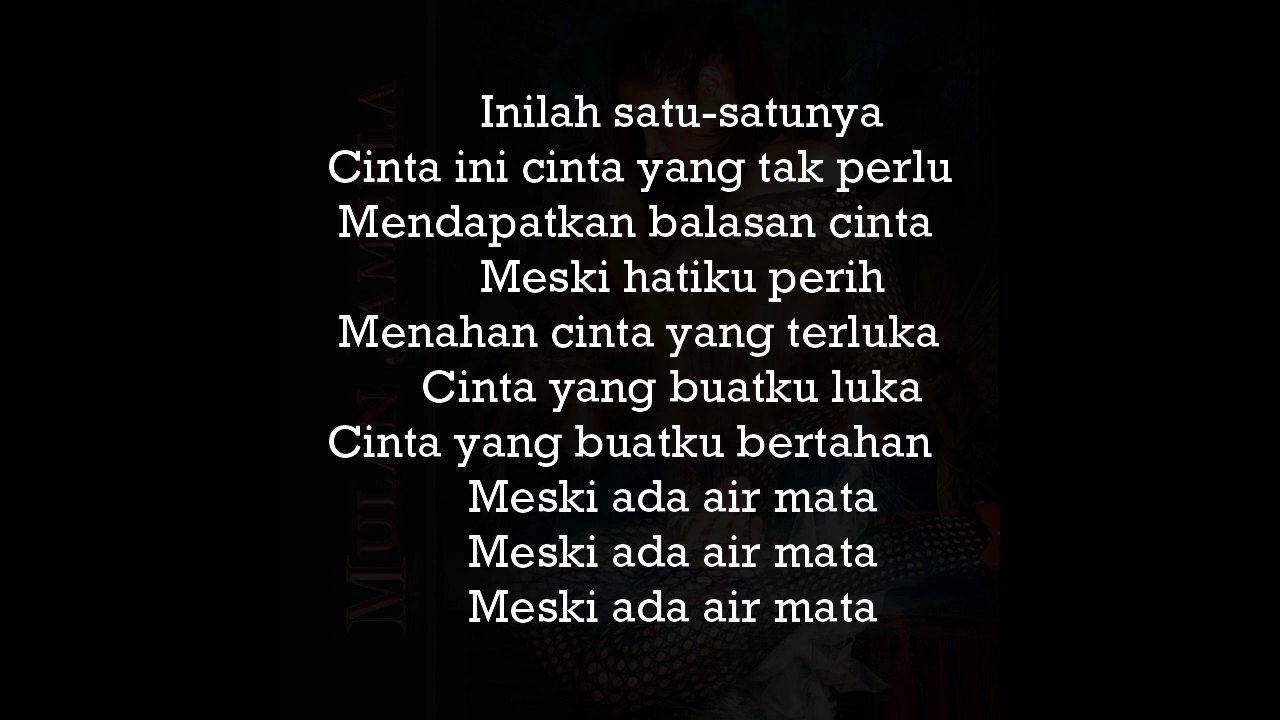 Inilah satu-satunya
Cinta ini cinta yang tak perlu
Mendapatkan balasan cinta
Meski hatiku perih
Menahan cinta yang terluka
Cinta yang buatku luka
Cinta yang buatku bertahan
Meski ada air mata
Meski ada air mata
Meski ada air mata
MULAN JAMEELA